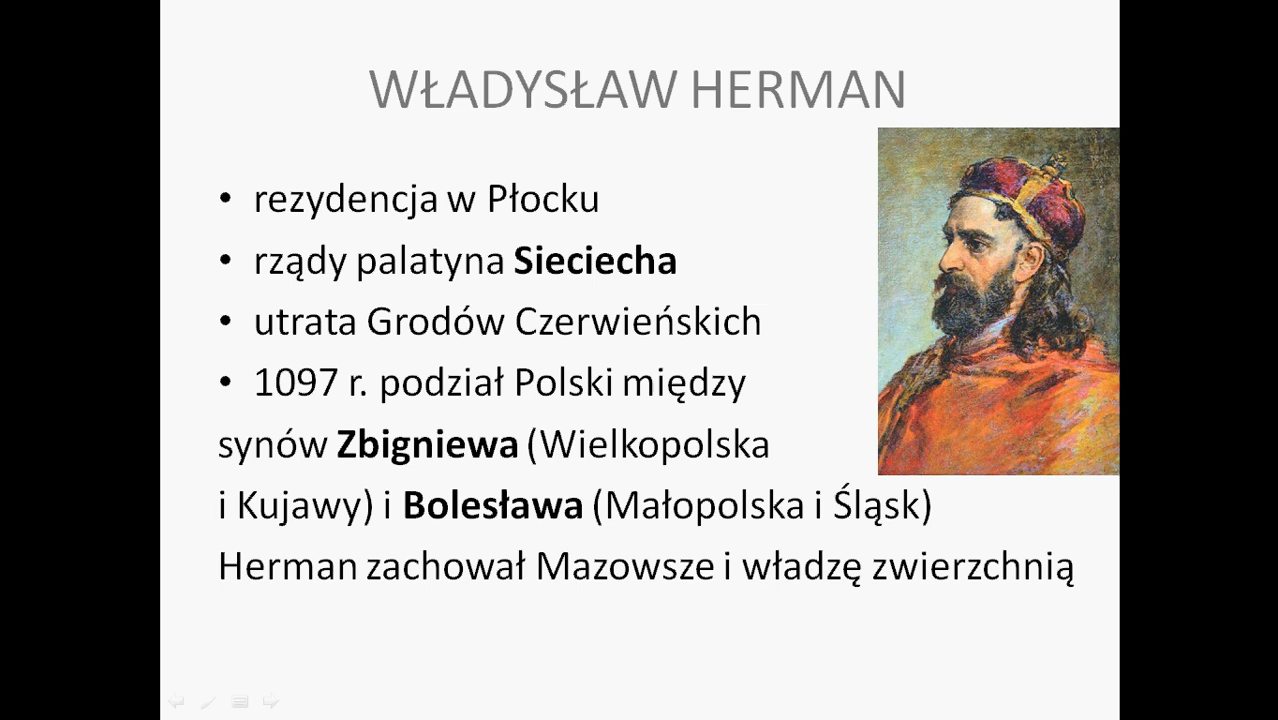 WŁADYSŁAW HERMAN
• rezydencja w Płocku
• rządy palatyna Sieciecha
• utrata Grodów Czerwieńskich
• 1097 r. podział Polski między
synów Zbigniewa (Wielkopolska
i Kujawy) i Bolesława (Małopolska i Śląsk)
Herman zachował Mazowsze i władzę zwierzchnią